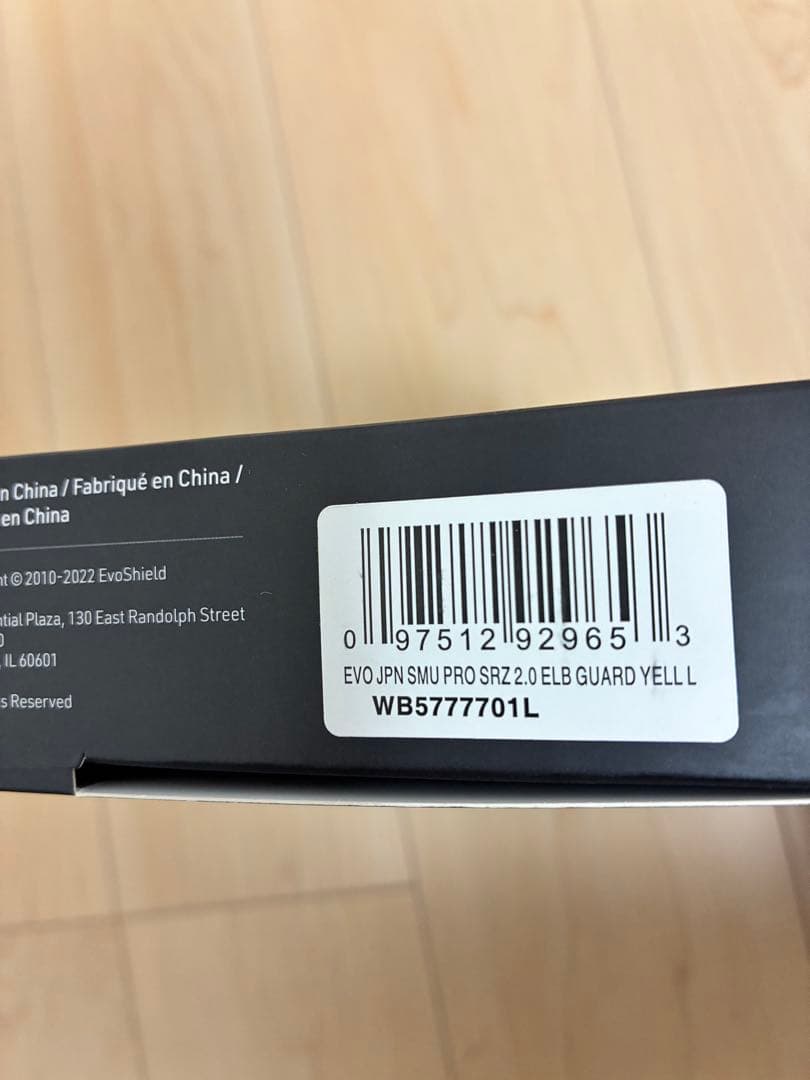 n China / Fabriqué en China /
en China
nt © 2010-2022 EvoShield
ntial Plaza, 130 East Randolph Street
0
, IL 60601
s Reserved
0 97512 92965 3
EVO JPN SMU PRO SRZ 2.0 ELB GUARD YELL L
WB5777701L